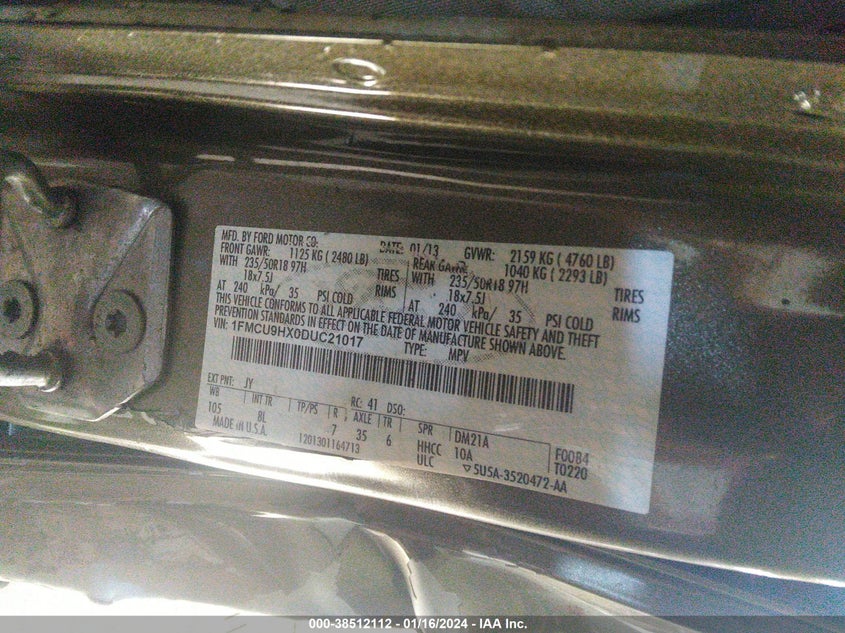 MFD. BY FORD MOTOR CO. DATE: 01/13 GVWR: 2159 KG ( 4760 LB)
FRONT GAWR: 1125 KG ( 2480 LB) REAR GAWR: 1040 KG ( 2293 LB)
WITH 235/50R18 97H TIRES WITH 235/50R18 97H TIRES
18x7.5J RIMS 18x7.5J RIMS
AT 240 kPa/ 35 PSI COLD AT 240 kPa/ 35 PSI COLD
THIS VEHICLE CONFORMS TO ALL APPLICABLE FEDERAL MOTOR VEHICLE SAFETY AND THEFT
PREVENTION STANDARDS IN EFFECT ON THE DATE OF MANUFACTURE SHOWN ABOVE.
VIN: 1FMCU9HX0DUC21017 TYPE: MPV
EXT PNT: JY RC: 41 DSO:
WB INT TR TP/PS R AXLE TR SPR DM21A F0084
105 BL 7 35 6 HHCC 10A T0220
MADE IN U.S.A. 1201301164713 ULC ▽5U5A-3520472-AA
000-38512112 - 01/16/2024 - IAA Inc.